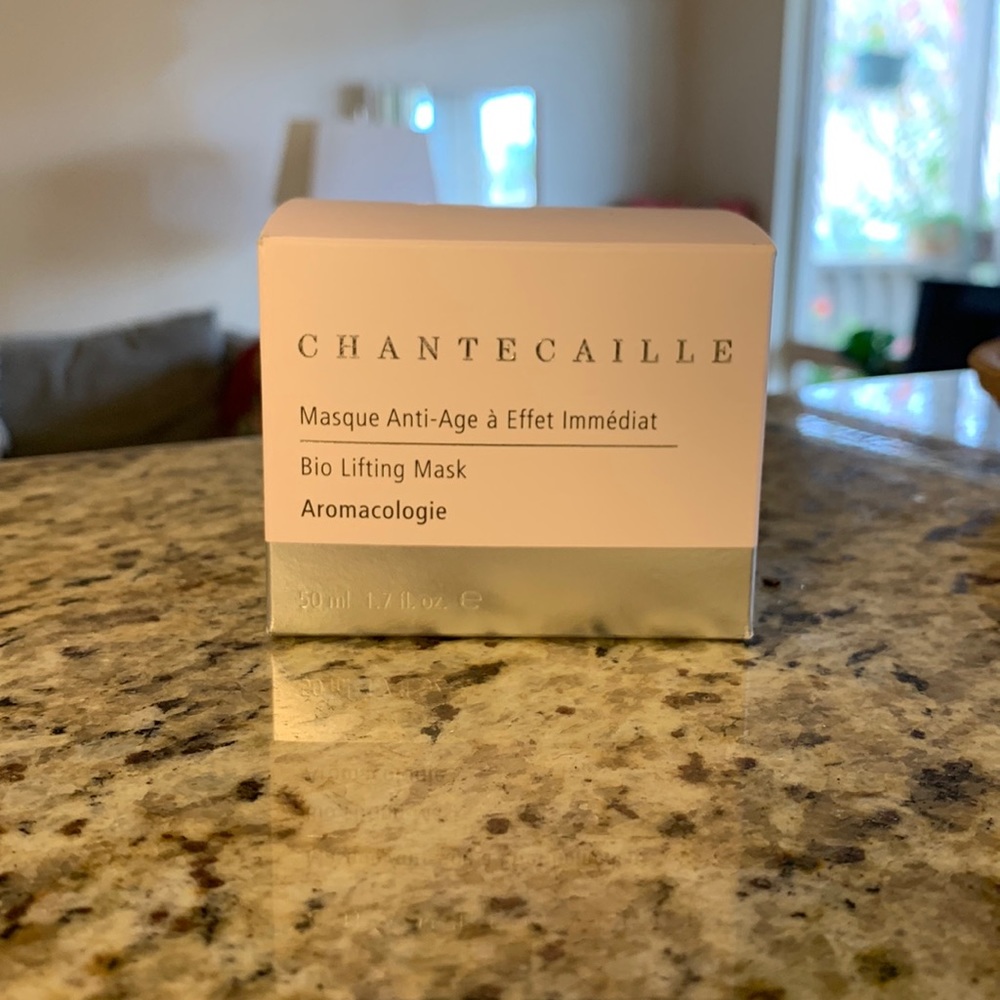 CHANTECAILLE
Masque Anti-Age à Effet Immédiat
Bio Lifting Mask
Aromacologie
50 ml 1.7 fl. oz. ℮